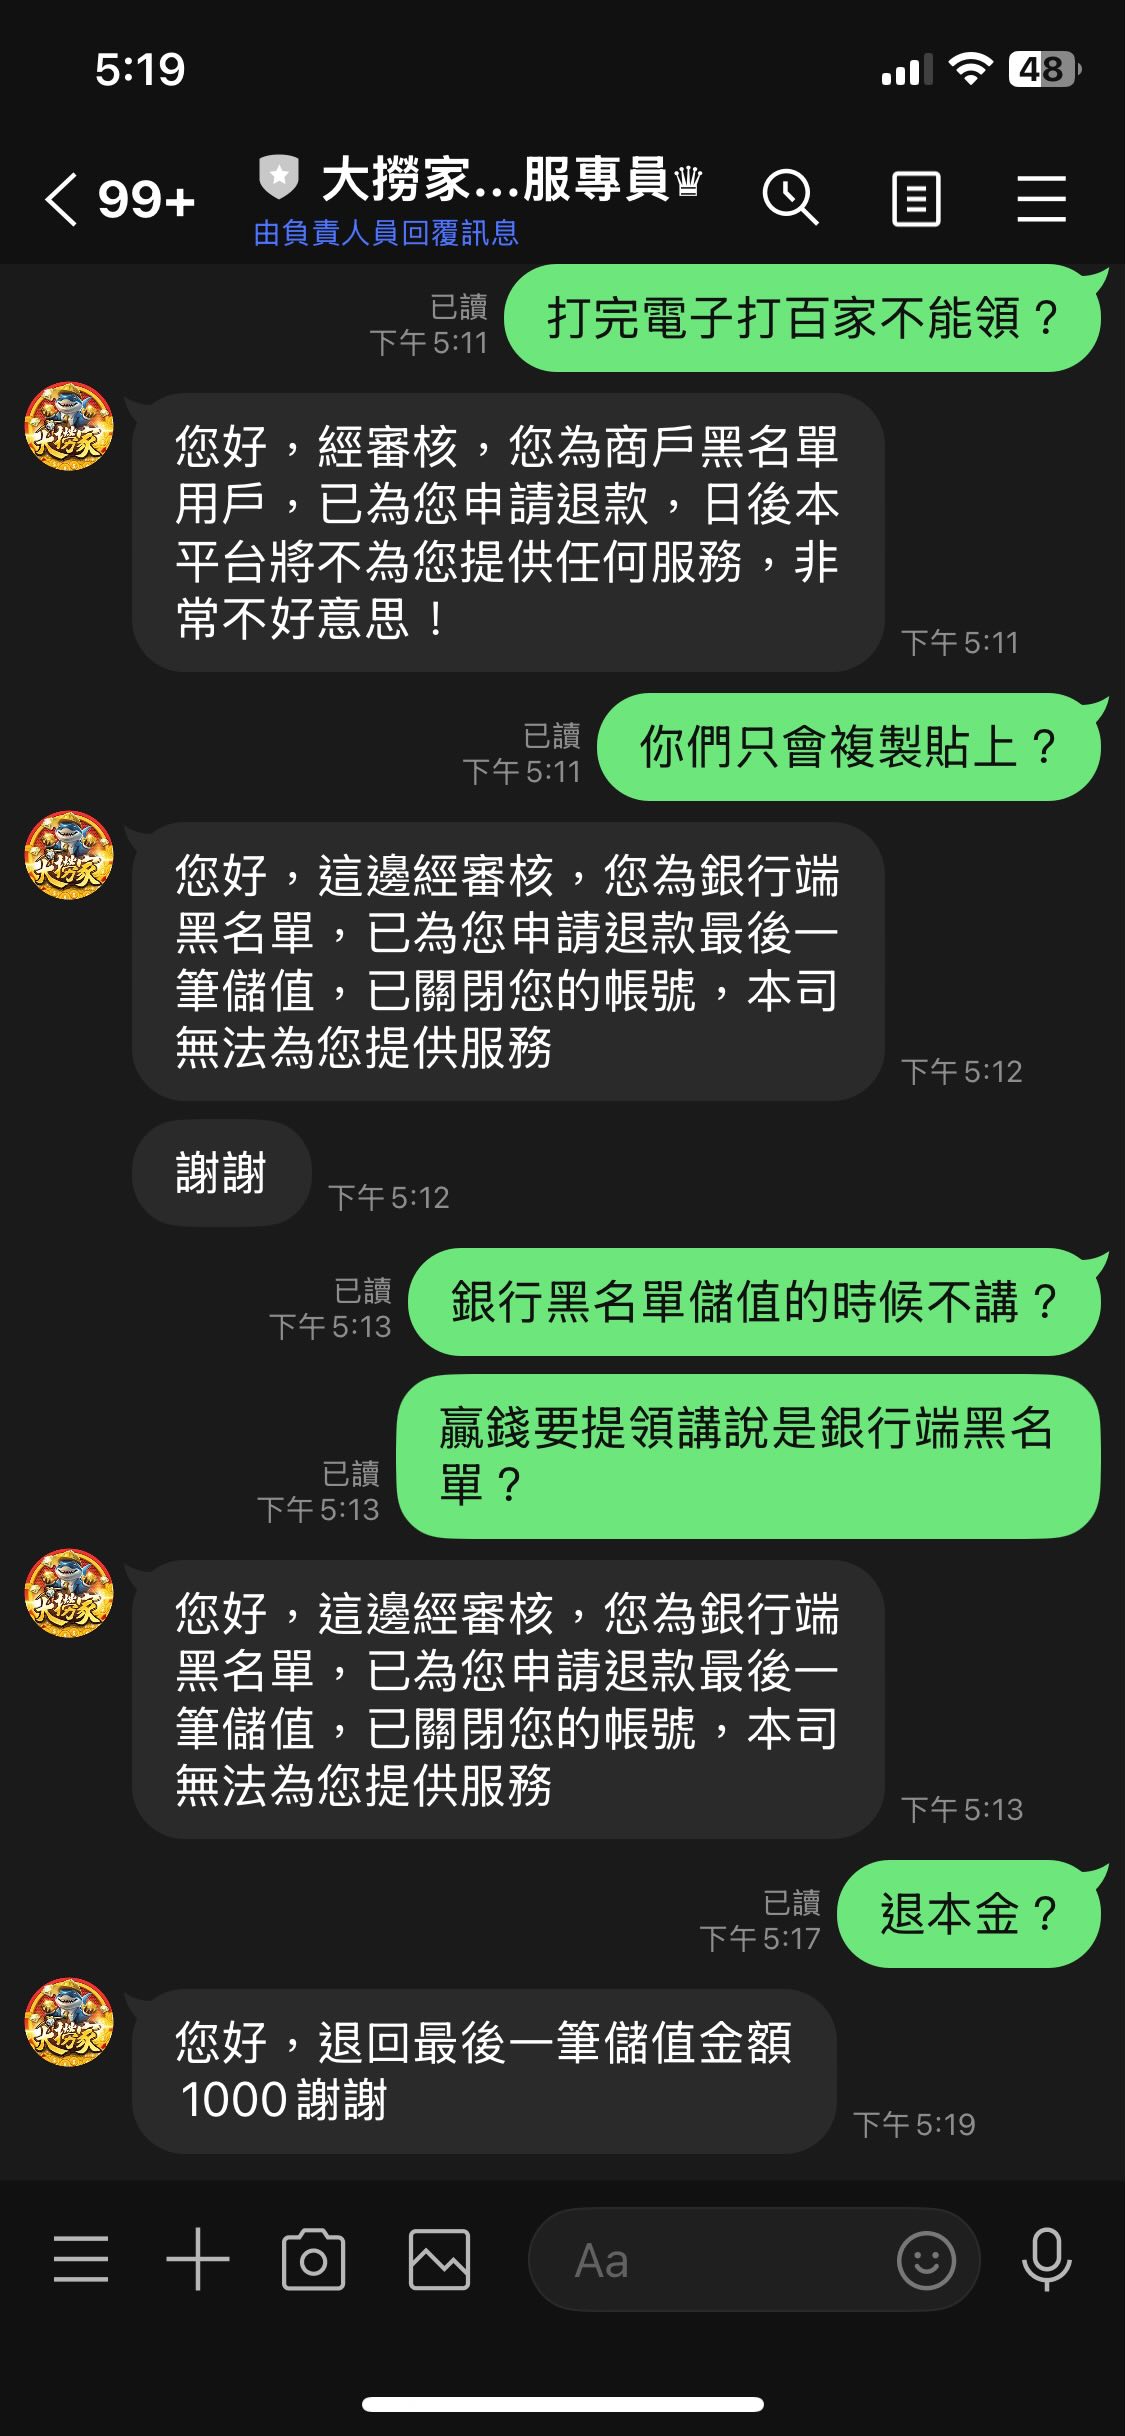 5:19
48
99+
大撈家...服專員♛
由負責人員回覆訊息
打完電子打百家不能領?
已讀
下午 5:11
大撈家
您好,經審核,您為商戶黑名單
用戶,已為您申請退款,日後本
平台將不為您提供任何服務,非
常不好意思!
下午 5:11
你們只會複製貼上?
已讀
下午 5:11
大撈家
您好,這邊經審核,您為銀行端
黑名單,已為您申請退款最後一
筆儲值,已關閉您的帳號,本司
無法為您提供服務
下午 5:12
謝謝
下午 5:12
銀行黑名單儲值的時候不講?
已讀
下午 5:13
贏錢要提領講說是銀行端黑名
單?
已讀
下午 5:13
大撈家
您好,這邊經審核,您為銀行端
黑名單,已為您申請退款最後一
筆儲值,已關閉您的帳號,本司
無法為您提供服務
下午 5:13
退本金?
已讀
下午 5:17
大撈家
您好,退回最後一筆儲值金額
1000謝謝
下午 5:19
Aa